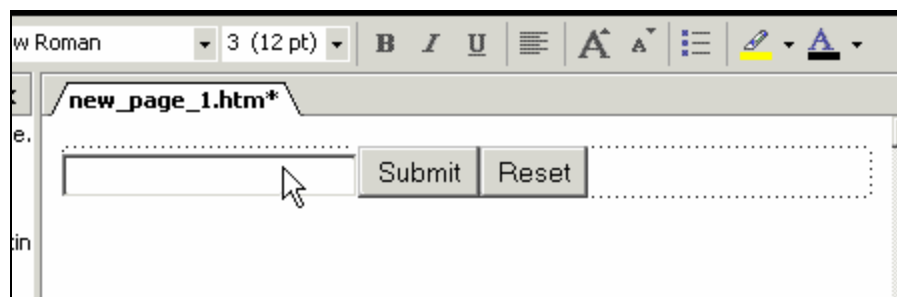 w Roman 3 (12 pt) B I U A A A
new_page_1.htm*
e.
Submit Reset
tin